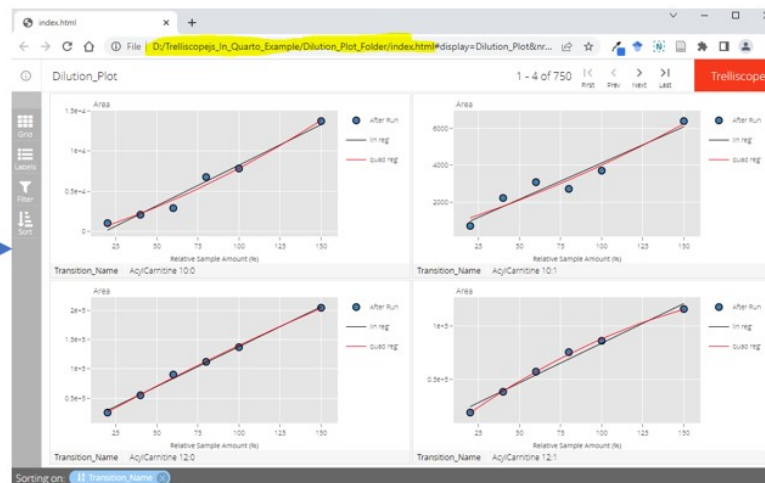 index.html
File D:/Trelliscopejs_In_Quarto_Example/Dilution_Plot_Folder/index.html#display=Dilution_Plot&nr...
Dilution_Plot
1 - 4 of 750
First Prev Next Last
Trelliscope
Grid
Labels
Filter
Sort
Area
1.5e+4
1e+4
0.5e+4
0
25 50 75 100 125 150
Relative Sample Amount (%)
After Run
lin reg
quad reg
Transition_Name AcylCarnitine 10:0
Area
6000
4000
2000
25 50 75 100 125 150
Relative Sample Amount (%)
After Run
lin reg
quad reg
Transition_Name AcylCarnitine 10:1
Area
2e+5
1.5e+5
1e+5
0.5e+5
25 50 75 100 125 150
Relative Sample Amount (%)
After Run
lin reg
quad reg
Transition_Name AcylCarnitine 12:0
Area
1e+5
0.5e+5
25 50 75 100 125 150
Relative Sample Amount (%)
After Run
lin reg
quad reg
Transition_Name AcylCarnitine 12:1
Sorting on: Transition_Name